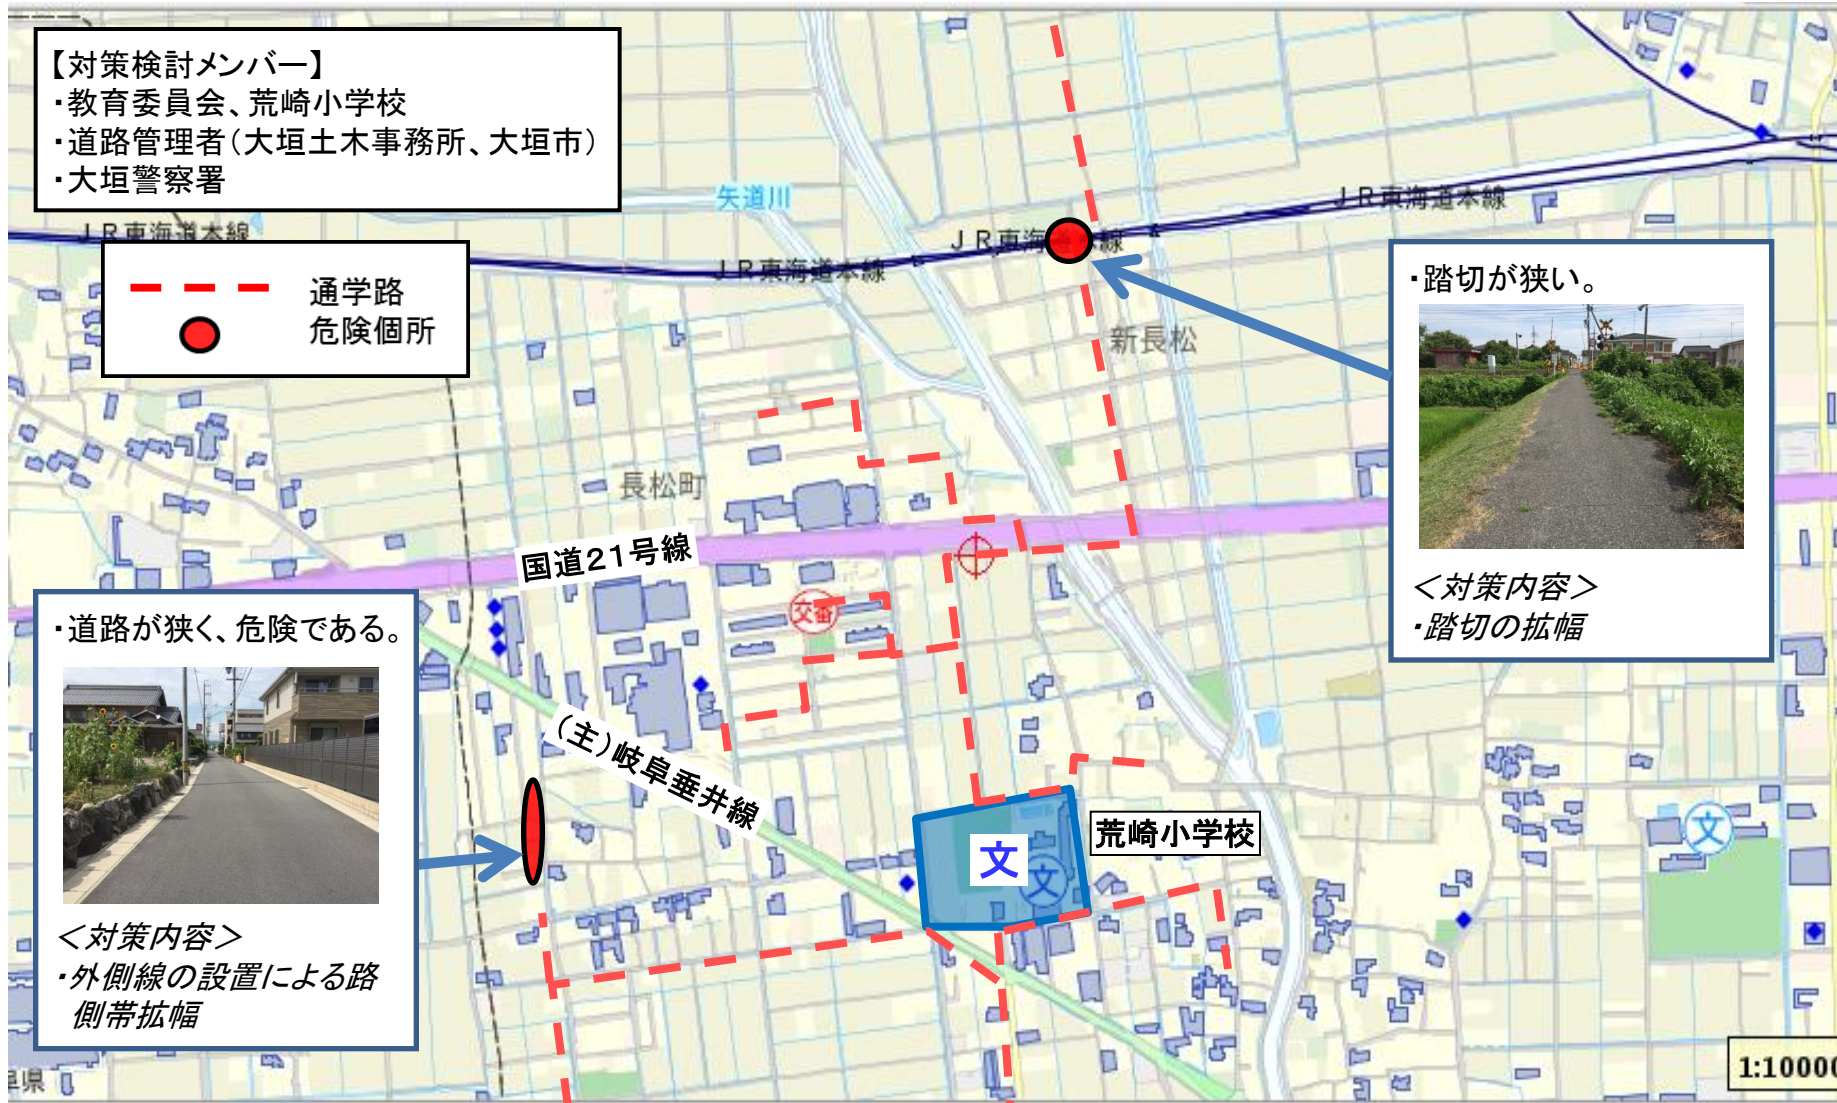 【対策検討メンバー】
・教育委員会、荒崎小学校
・道路管理者(大垣土木事務所、大垣市)
・大垣警察署
矢道川
JR東海道本線
JR東海道本線
JR東海道本線
通学路
危険個所
新長松
・踏切が狭い。
<対策内容>
・踏切の拡幅
長松町
国道21号線
交番
・道路が狭く、危険である。
<対策内容>
・外側線の設置による路
側帯拡幅
(主)岐阜垂井線
荒崎小学校
文
文
文
県
1:10000